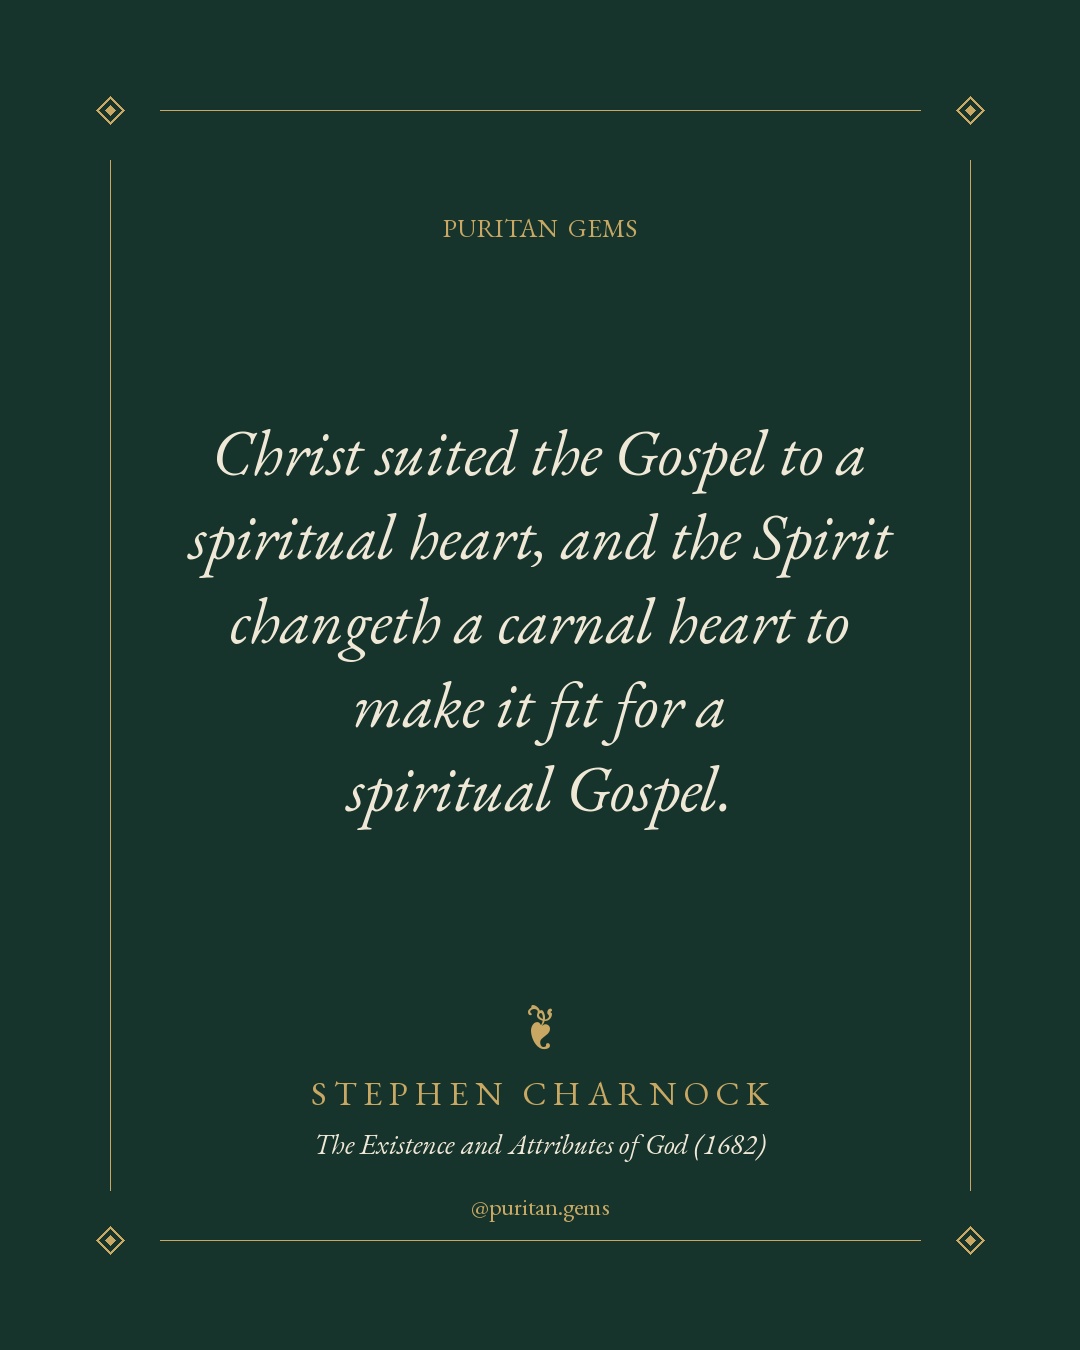 PURITAN GEMS
Christ suited the Gospel to a
spiritual heart, and the Spirit
changeth a carnal heart to
make it fit for a
spiritual Gospel.
STEPHEN CHARNOCK
The Existence and Attributes of God (1682)
@puritan.gems